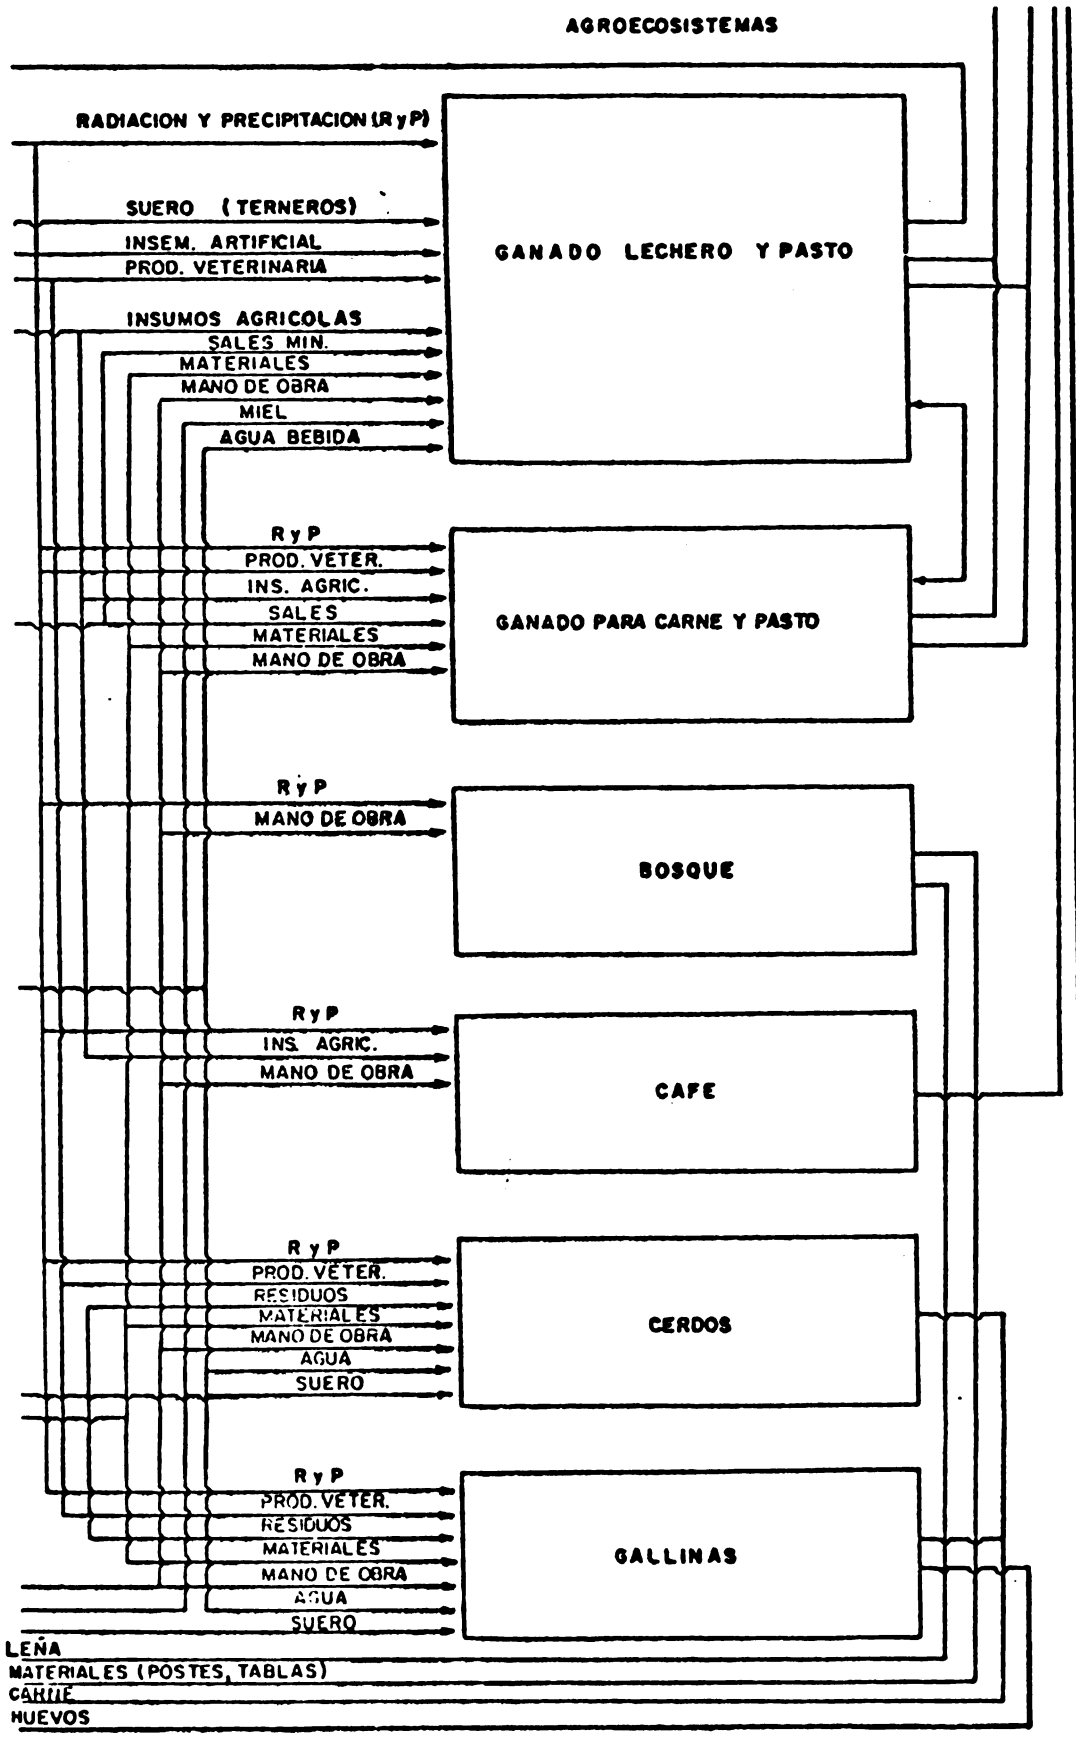 AGROECOSISTEMAS
RADIACION Y PRECIPITACION (R y P)
SUERO (TERNEROS)
INSEM. ARTIFICIAL
PROD. VETERINARIA
GANADO LECHERO Y PASTO
INSUMOS AGRICOLAS
SALES MIN.
MATERIALES
MANO DE OBRA
MIEL
AGUA BEBIDA
R y P
PROD. VETER.
INS. AGRIC.
SALES
MATERIALES
MANO DE OBRA
GANADO PARA CARNE Y PASTO
R y P
MANO DE OBRA
BOSQUE
R y P
INS. AGRIC.
MANO DE OBRA
CAFE
R y P
PROD. VETER.
RESIDUOS
MATERIALES
MANO DE OBRA
AGUA
SUERO
CERDOS
R y P
PROD. VETER.
RESIDUOS
MATERIALES
MANO DE OBRA
AGUA
SUERO
GALLINAS
LEÑA
MATERIALES (POSTES, TABLAS)
CARNE
HUEVOS